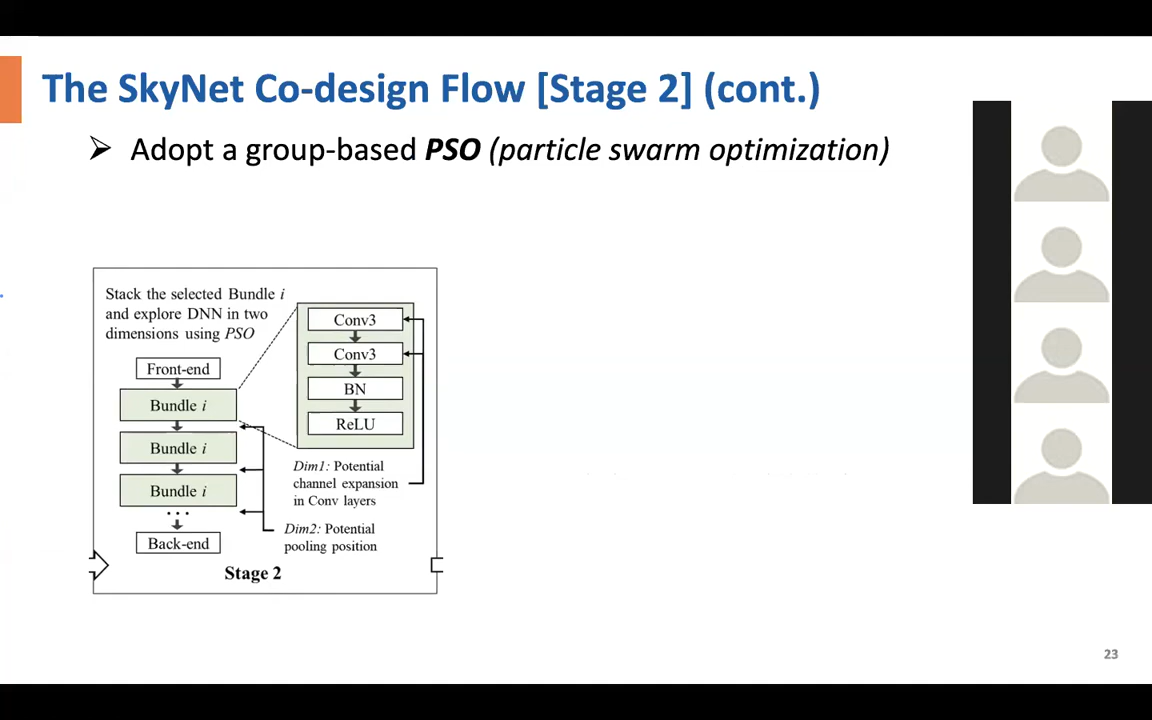 The SkyNet Co-design Flow [Stage 2] (cont.)
➢ Adopt a group-based PSO (particle swarm optimization)
Stack the selected Bundle i
and explore DNN in two
dimensions using PSO
Front-end
Bundle i
Bundle i
Bundle i
...
Back-end
Conv3
Conv3
BN
ReLU
Dim1: Potential
channel expansion
in Conv layers
Dim2: Potential
pooling position
Stage 2
23